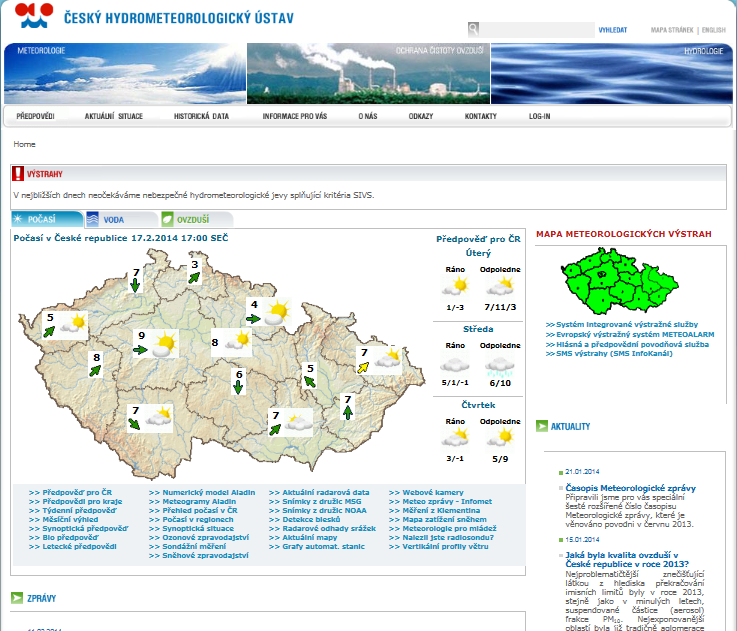 ČESKÝ HYDROMETEOROLOGICKÝ ÚSTAV
VYHLEDAT
MAPA STRÁNEK | ENGLISH
METEOROLOGIE
OCHRANA ČISTOTY OVZDUŠÍ
HYDROLOGIE
PŘEDPOVĚDI
AKTUÁLNÍ SITUACE
HISTORICKÁ DATA
INFORMACE PRO VÁS
O NÁS
ODKAZY
KONTAKTY
LOG-IN
Home
VÝSTRAHY
V nejbližších dnech neočekáváme nebezpečné hydrometeorologické jevy splňující kritéria SIVS.
POČASÍ
VODA
OVZDUŠÍ
Počasí v České republice 17.2.2014 17:00 SEČ
7
3
5
4
9
8
8
7
6
5
7
7
7
Předpověď pro ČR
Úterý
Ráno Odpoledne
1/-3 7/11/3
Středa
Ráno Odpoledne
5/1/-1 6/10
Čtvrtek
Ráno Odpoledne
3/-1 5/9
>> Předpověď pro ČR
>> Předpovědi pro kraje
>> Týdenní předpověď
>> Měsíční výhled
>> Synoptická předpověď
>> Bio předpověď
>> Letecké předpovědi
>> Numerický model Aladin
>> Meteogramy Aladin
>> Přehled počasí v ČR
>> Počasí v regionech
>> Synoptická situace
>> Ozonové zpravodajství
>> Sondážní měření
>> Sněhové zpravodajství
>> Aktuální radarová data
>> Snímky z družic MSG
>> Snímky z družic NOAA
>> Detekce blesků
>> Radarové odhady srážek
>> Aktuální mapy
>> Grafy automat. stanic
>> Webové kamery
>> Meteo zprávy - Infomet
>> Měření z Klementina
>> Mapa zatížení sněhem
>> Meteorologie pro mládež
>> Nalezli jste radiosondu?
>> Vertikální profily větru
MAPA METEOROLOGICKÝCH VÝSTRAH
>> Systém integrované výstražné služby
>> Evropský výstražný systém METEOALARM
>> Hlásná a předpovědní povodňová služba
>> SMS výstrahy (SMS InfoKanál)
AKTUALITY
21.01.2014
Časopis Meteorologické zprávy
Připravili jsme pro vás speciální
šesté rozšířené číslo časopisu
Meteorologické zprávy, které je
věnováno povodni v červnu 2013.
15.01.2014
Jaká byla kvalita ovzduší v
České republice v roce 2013?
Nejproblematičtější znečišťující
látkou z hlediska překračování
imisních limitů byly v roce 2013,
stejně jako v minulých letech,
suspendované částice (aerosol)
frakce PM10. Nejexponovanější
oblastí byla již tradičně aglomerace
ZPRÁVY